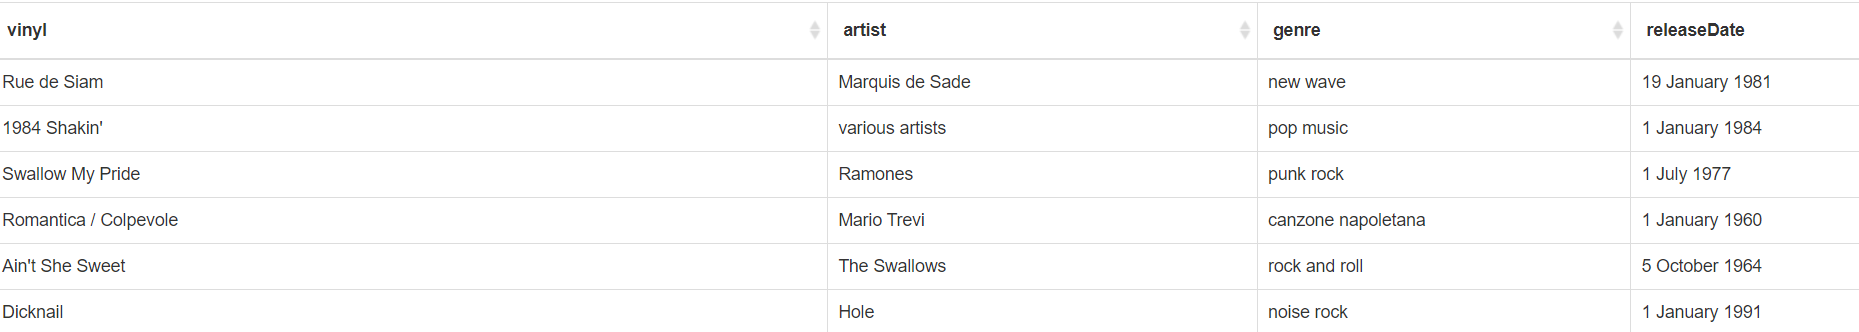 vinyl artist genre releaseDate
Rue de Siam Marquis de Sade new wave 19 January 1981
1984 Shakin' various artists pop music 1 January 1984
Swallow My Pride Ramones punk rock 1 July 1977
Romantica / Colpevole Mario Trevi canzone napoletana 1 January 1960
Ain't She Sweet The Swallows rock and roll 5 October 1964
Dicknail Hole noise rock 1 January 1991